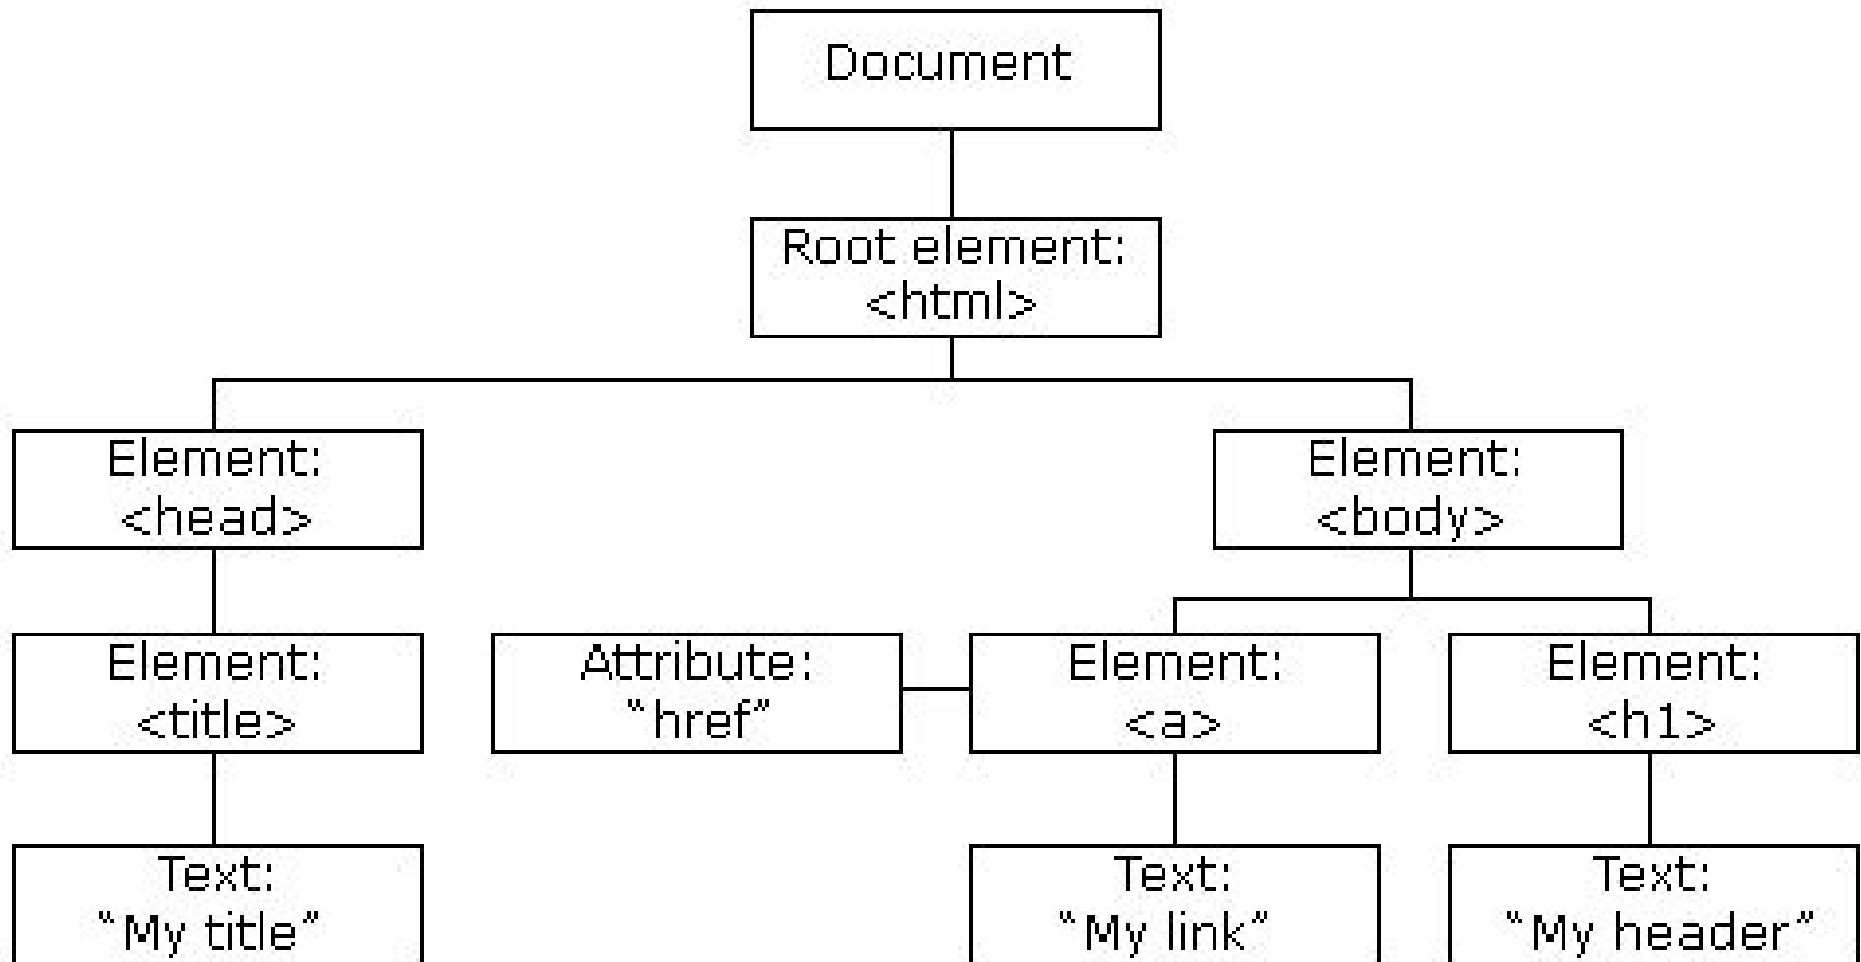 Document
Root element:
<html>
Element:
<head>
Element:
<body>
Element:
<title>
Attribute:
“href”
Element:
<a>
Element:
<h1>
Text:
“My title”
Text:
“My link”
Text:
“My header”